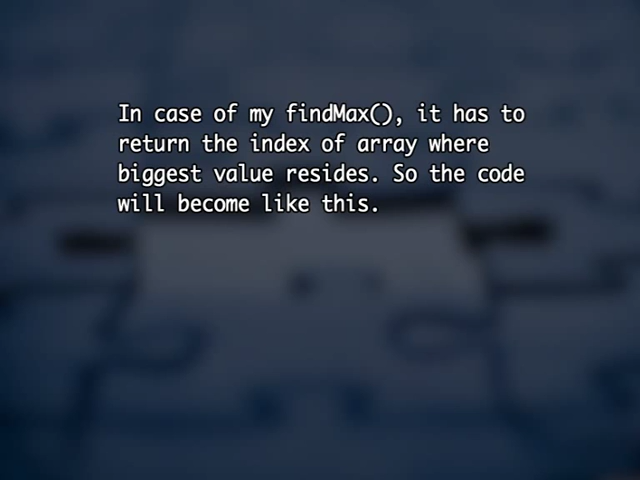 In case of my findMax(), it has to
return the index of array where
biggest value resides. So the code
will become like this.